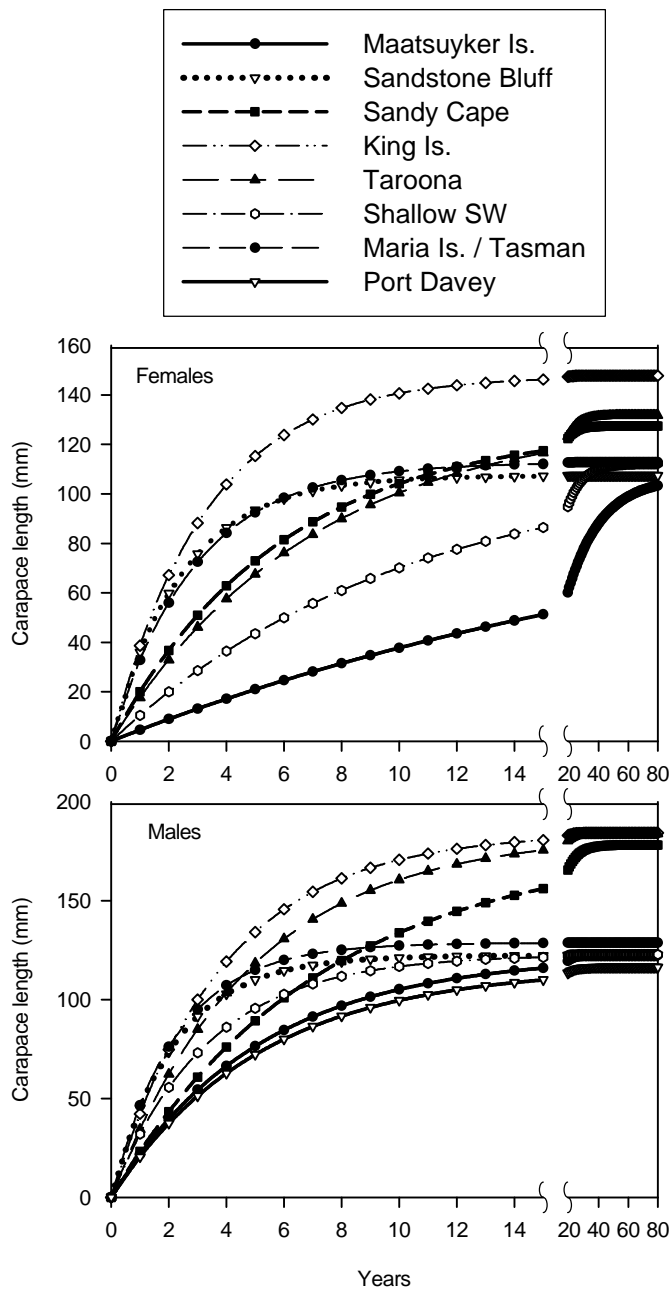 Maatsuyker Is.
Sandstone Bluff
Sandy Cape
King Is.
Taroona
Shallow SW
Maria Is. / Tasman
Port Davey
Females
Carapace length (mm)
160
140
120
100
80
60
40
20
0
0 2 4 6 8 10 12 14 20 40 60 80
Males
Carapace length (mm)
200
150
100
50
0
0 2 4 6 8 10 12 14 20 40 60 80
Years